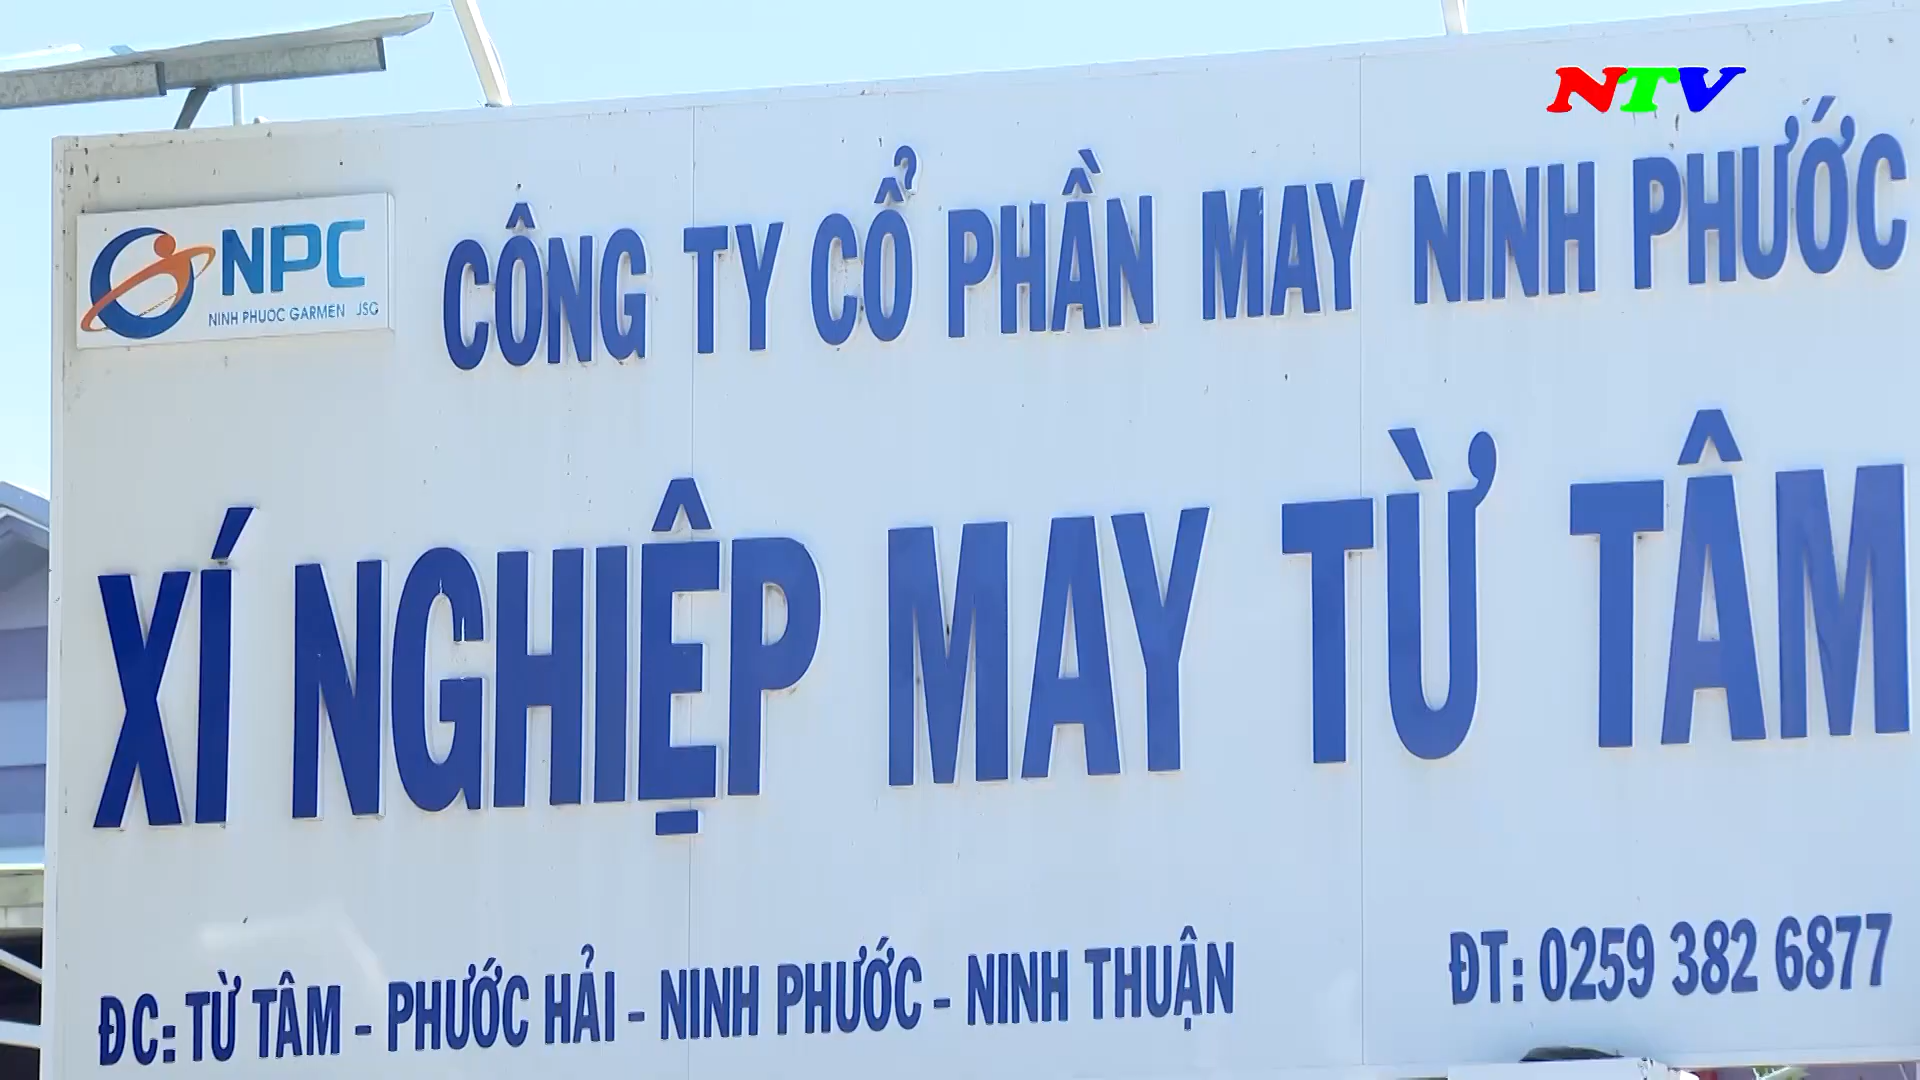 NTV
NPC
NINH PHUOC GARMEN JSC
CÔNG TY CỔ PHẦN MAY NINH PHƯỚC
XÍ NGHIỆP MAY TỪ TÂM
ĐC: TỪ TÂM - PHƯỚC HẢI - NINH PHƯỚC - NINH THUẬN
ĐT: 0259 382 6877